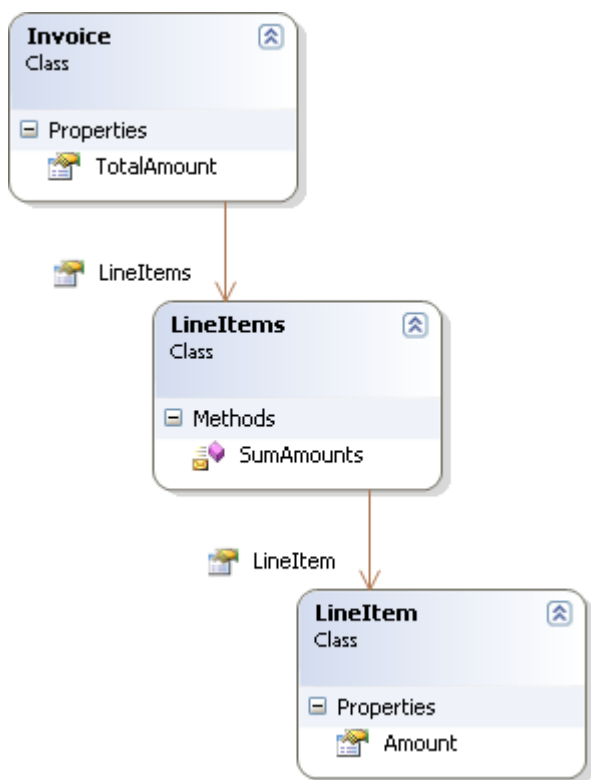 Invoice
Class
Properties
TotalAmount
LineItems
LineItems
Class
Methods
SumAmounts
LineItem
LineItem
Class
Properties
Amount